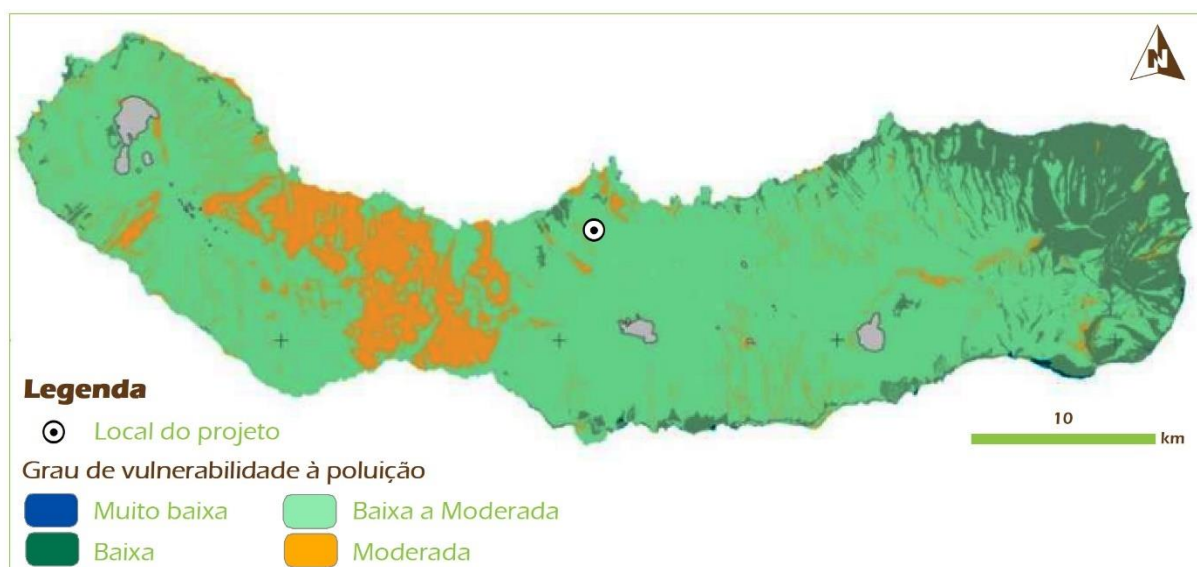 N
10
km
Legenda
Local do projeto
Grau de vulnerabilidade à poluição
Muito baixa
Baixa a Moderada
Baixa
Moderada